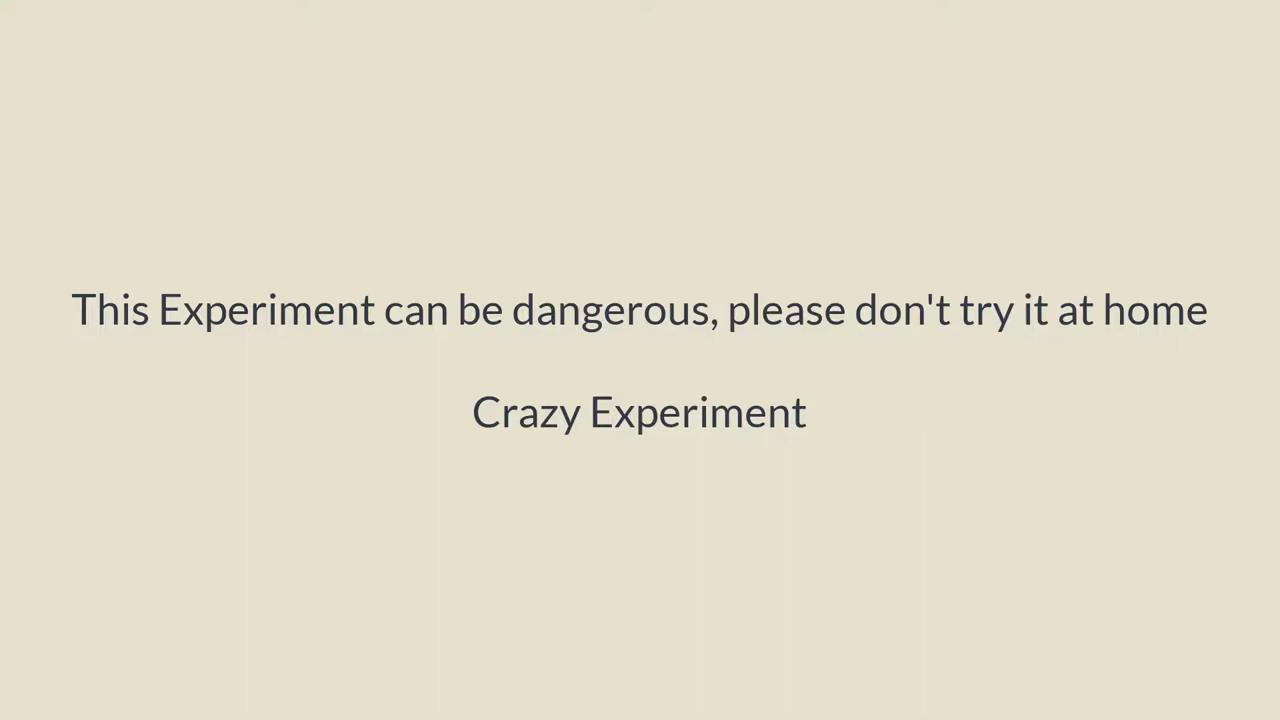 This Experiment can be dangerous, please don't try it at home
Crazy Experiment